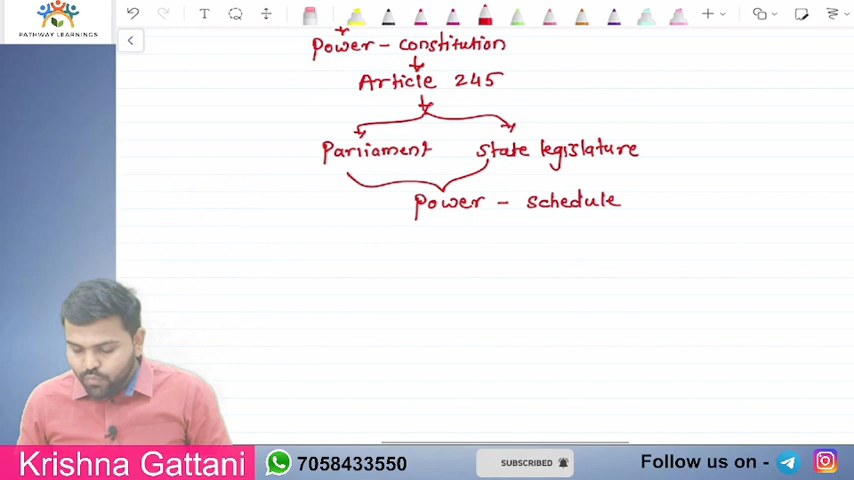 PATHWAY LEARNINGS
T
Power - constitution
Article 245
Parliament state legislature
Power - schedule
Krishna Gattani 7058433550 SUBSCRIBED Follow us on -